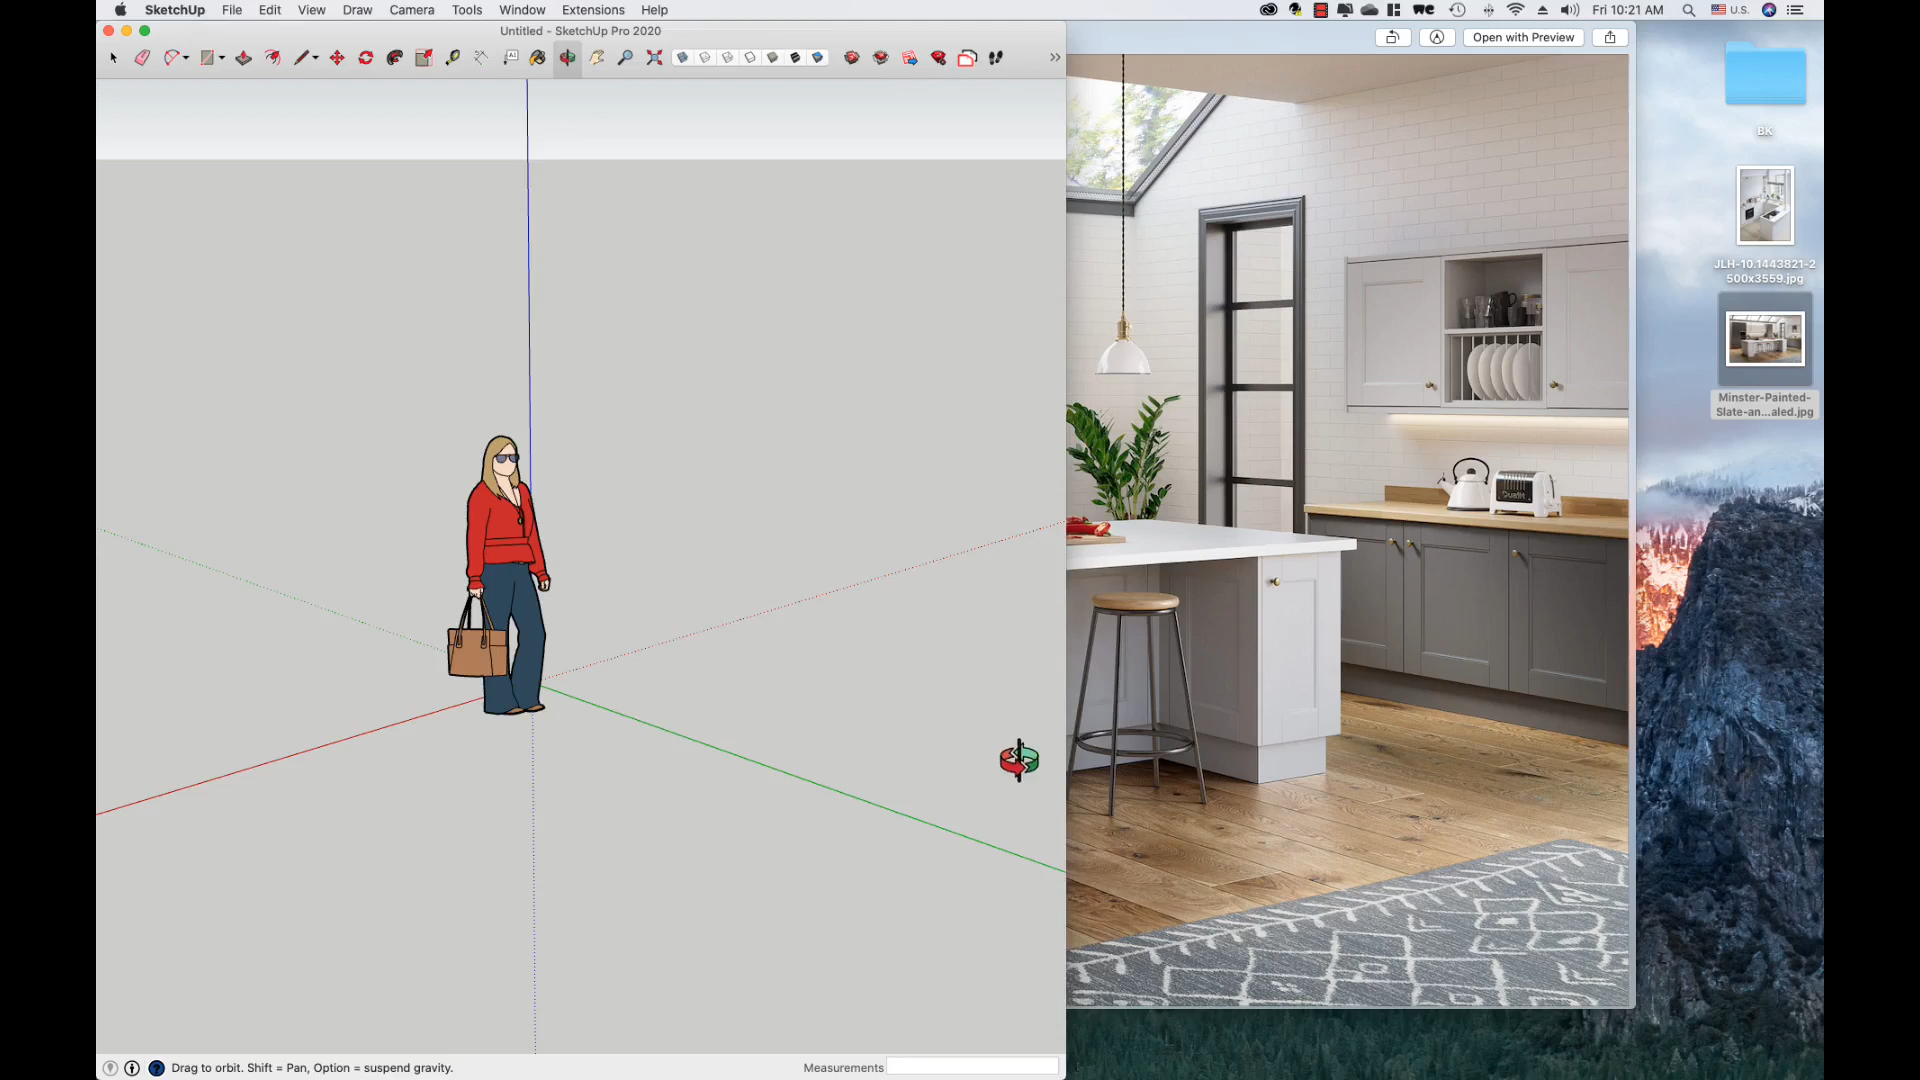 SketchUp File Edit View Draw Camera Tools Window Extensions Help
Fri 10:21 AM U.S.
Untitled - SketchUp Pro 2020
Open with Preview
BK
JLH-10.1443821-2
500x3559.jpg
Minster-Painted-
Slate-an...aled.jpg
Dualit
Drag to orbit. Shift = Pan, Option = suspend gravity.
Measurements